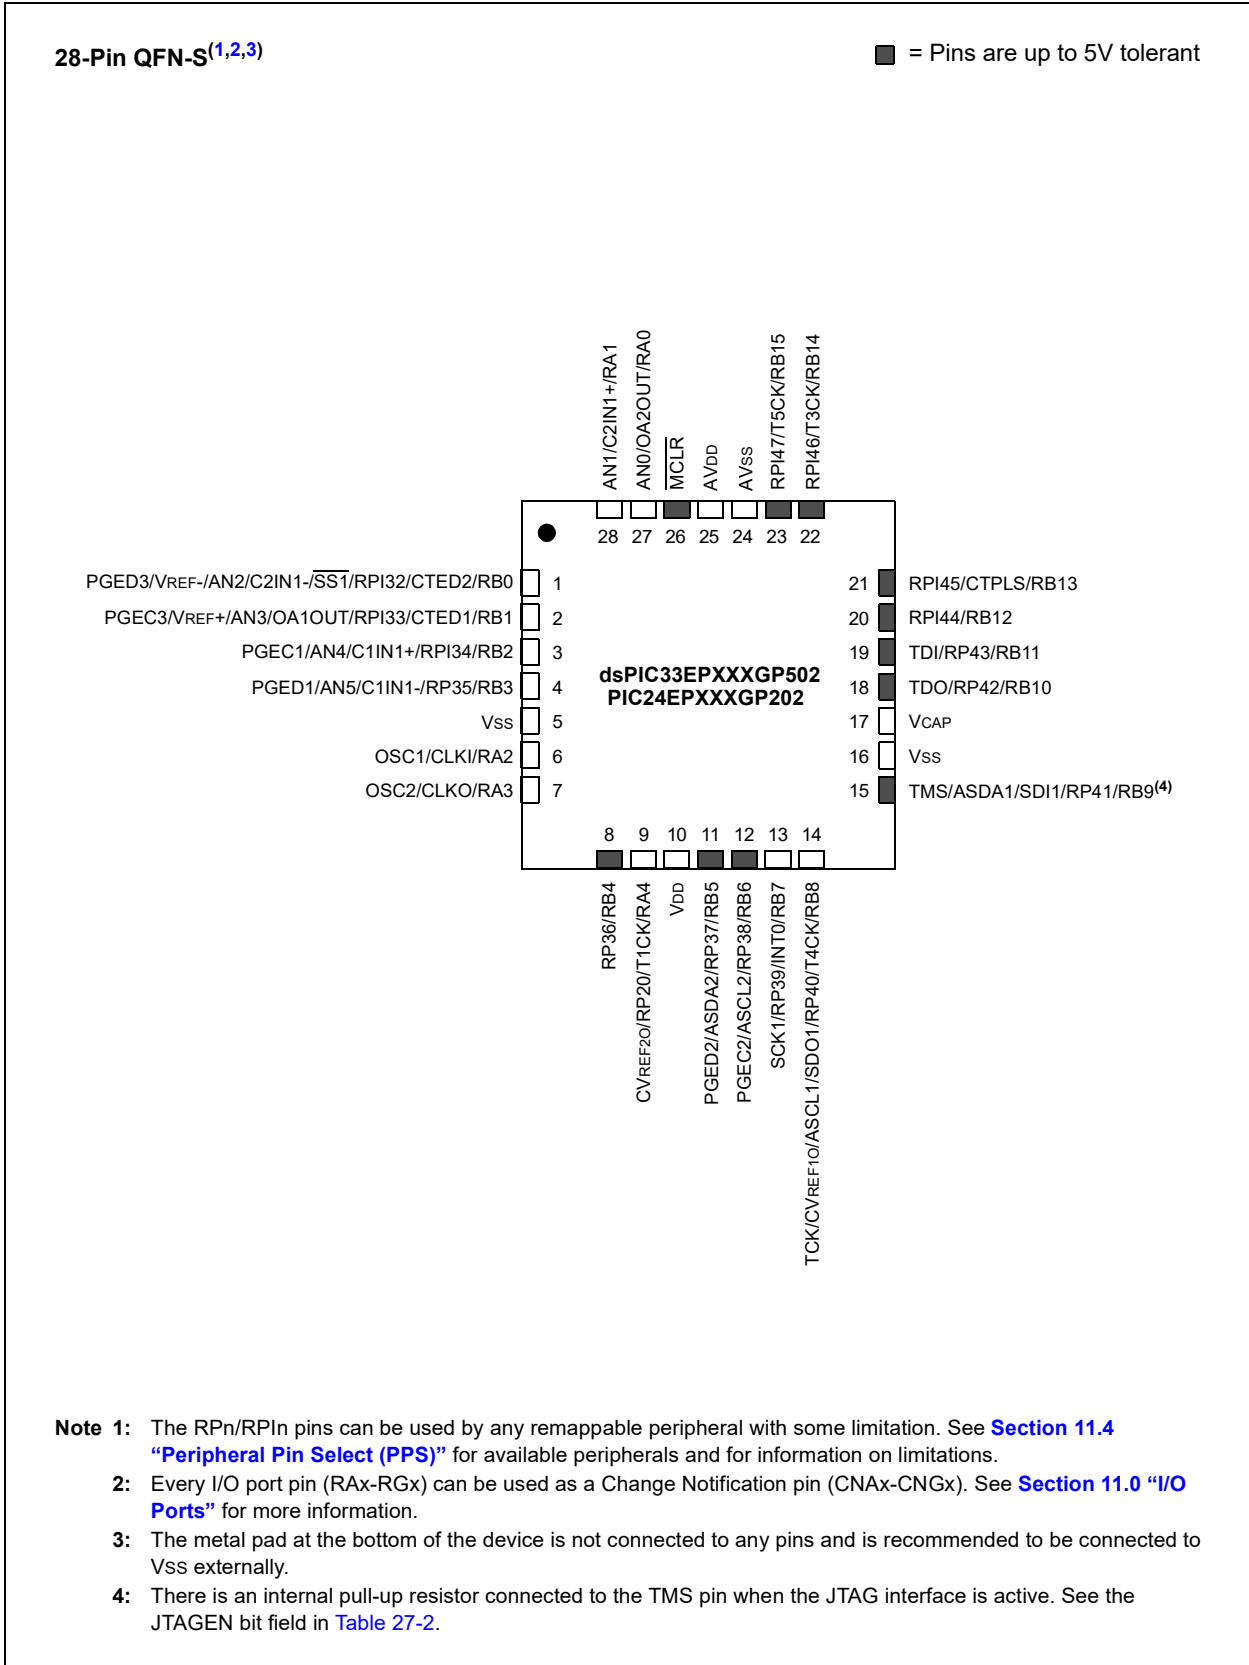 28-Pin QFN-S(1,2,3)
= Pins are up to 5V tolerant
AN1/C2IN1+/RA1
AN0/OA2OUT/RA0
MCLR
AVDD
AVSS
RPI47/T5CK/RB15
RPI46/T3CK/RB14
28 27 26 25 24 23 22
PGED3/VREF-/AN2/C2IN1-/SS1/RPI32/CTED2/RB0 1
PGEC3/VREF+/AN3/OA1OUT/RPI33/CTED1/RB1 2
PGEC1/AN4/C1IN1+/RPI34/RB2 3
PGED1/AN5/C1IN1-/RP35/RB3 4
VSS 5
OSC1/CLKI/RA2 6
OSC2/CLKO/RA3 7
dsPIC33EPXXXGP502
PIC24EPXXXGP202
21 RPI45/CTPLS/RB13
20 RPI44/RB12
19 TDI/RP43/RB11
18 TDO/RP42/RB10
17 VCAP
16 VSS
15 TMS/ASDA1/SDI1/RP41/RB9(4)
8 9 10 11 12 13 14
RP36/RB4
CVREF2O/RP20/T1CK/RA4
VDD
PGED2/ASDA2/RP37/RB5
PGEC2/ASCL2/RP38/RB6
SCK1/RP39/INT0/RB7
TCK/CVREF1O/ASCL1/SDO1/RP40/T4CK/RB8
Note 1: The RPn/RPIn pins can be used by any remappable peripheral with some limitation. See Section 11.4
“Peripheral Pin Select (PPS)” for available peripherals and for information on limitations.
2: Every I/O port pin (RAx-RGx) can be used as a Change Notification pin (CNAx-CNGx). See Section 11.0 “I/O
Ports” for more information.
3: The metal pad at the bottom of the device is not connected to any pins and is recommended to be connected to
VSS externally.
4: There is an internal pull-up resistor connected to the TMS pin when the JTAG interface is active. See the
JTAGEN bit field in Table 27-2.